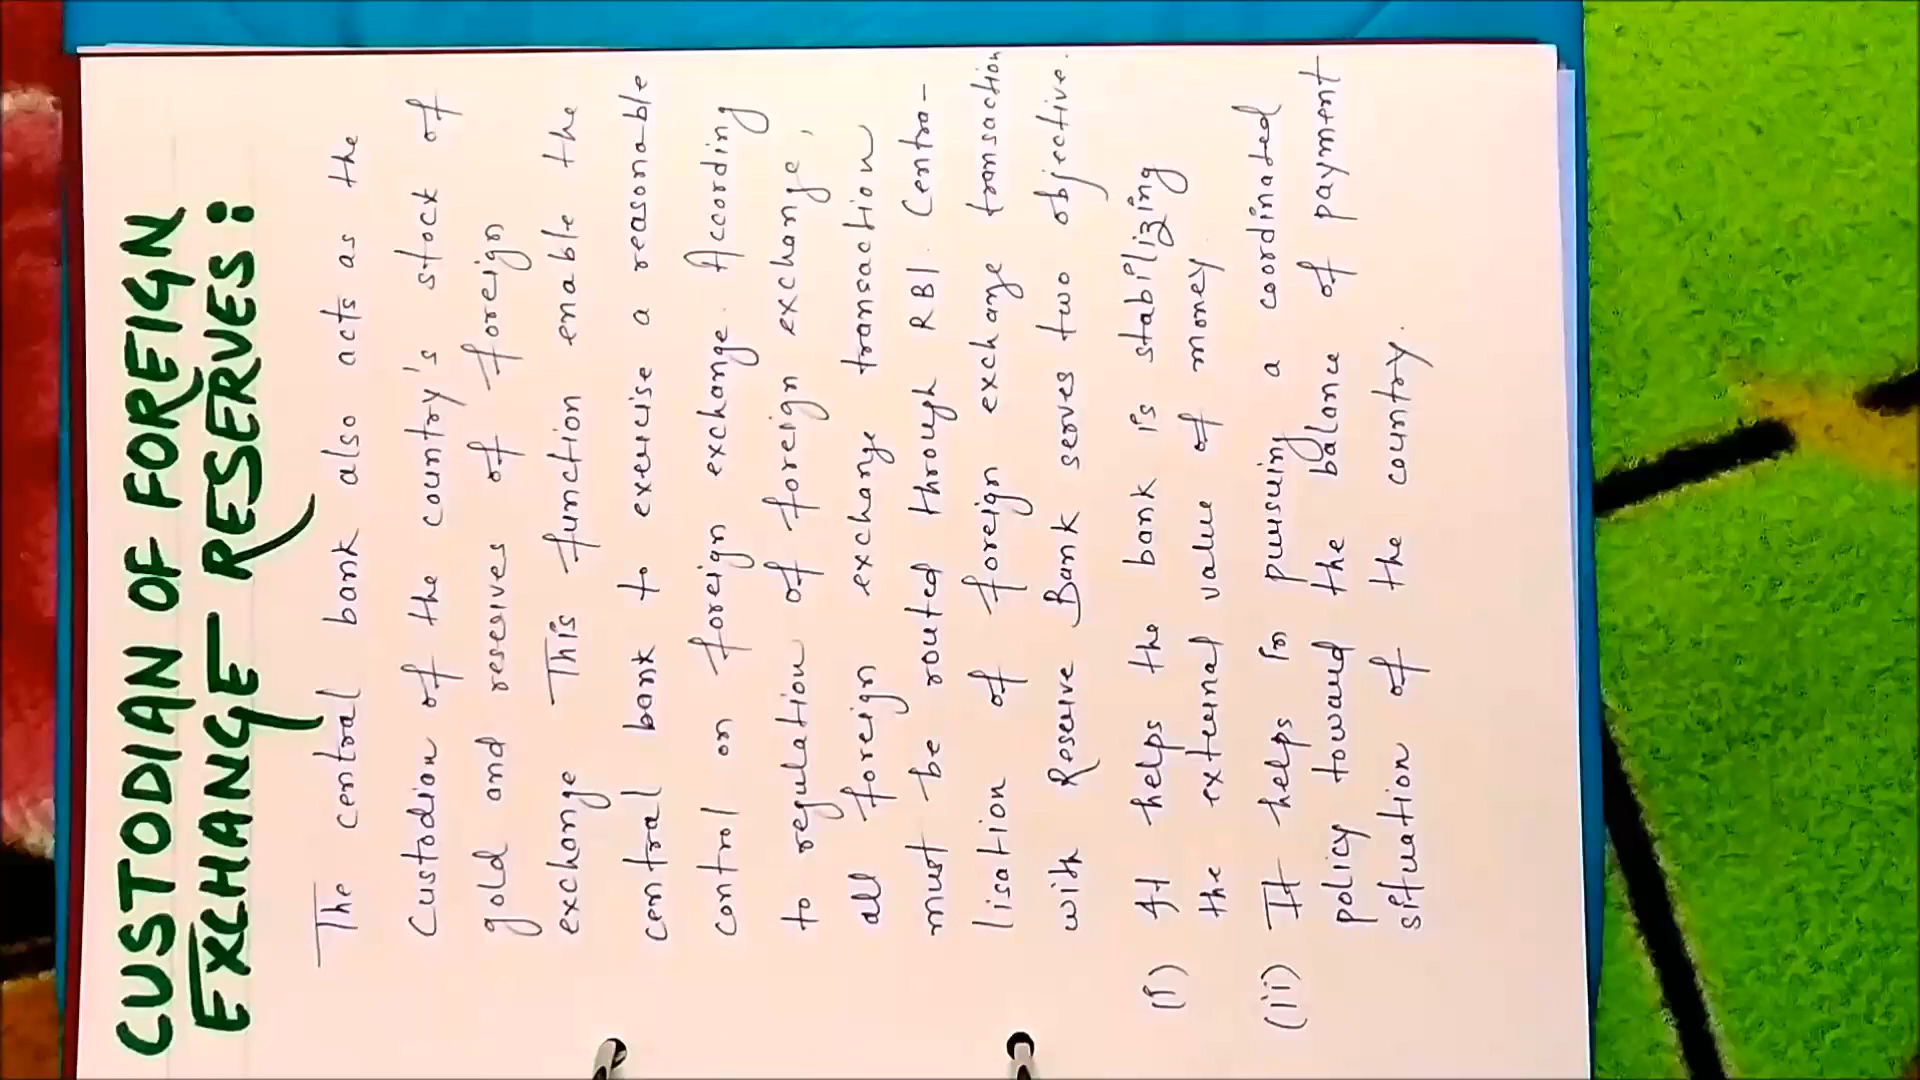 CUSTODIAN OF FOREIGN
EXCHANGE RESERVES:
The central bank also acts as the
Custodian of the country's stock of
gold and reserves of foreign
exchange This function enable the
central bank to exercise a reasonable
control on foreign exchange. According
to regulation of foreign exchange,
all foreign exchange transaction
must be routed through RBI. Centra-
lisation of foreign exchange transaction
with Reserve Bank serves two objective.
(i) It helps the bank is stabilizing
the external value of money
(ii) It helps in pursuing a coordinated
policy toward the balance of payment
situation of the country.